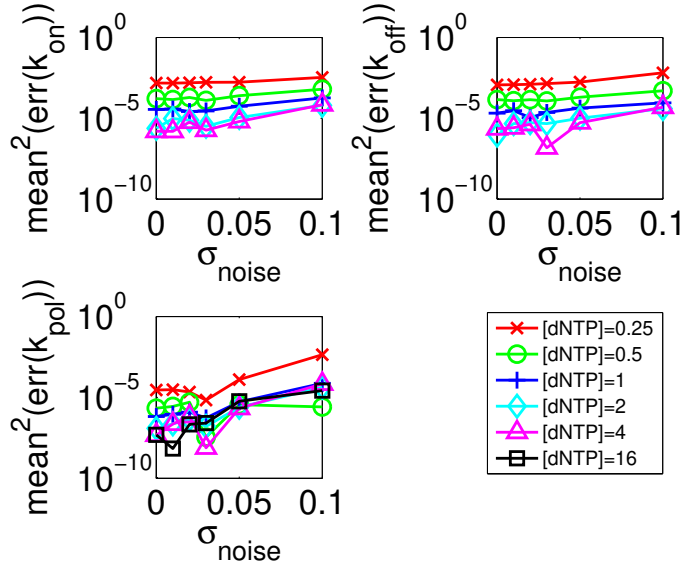 10^0
10^-5
10^-10
mean^2(err(k_on))
0 0.05 0.1
σ_noise
10^0
10^-5
10^-10
mean^2(err(k_off))
0 0.05 0.1
σ_noise
10^0
10^-5
10^-10
mean^2(err(k_pol))
0 0.05 0.1
σ_noise
[dNTP]=0.25
[dNTP]=0.5
[dNTP]=1
[dNTP]=2
[dNTP]=4
[dNTP]=16